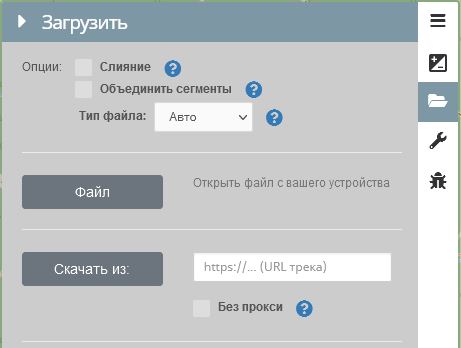 Загрузить
Опции: Слияние
Объединить сегменты
Тип файла: Авто
Файл Открыть файл с вашего устройства
Скачать из: https://... (URL трека)
Без прокси